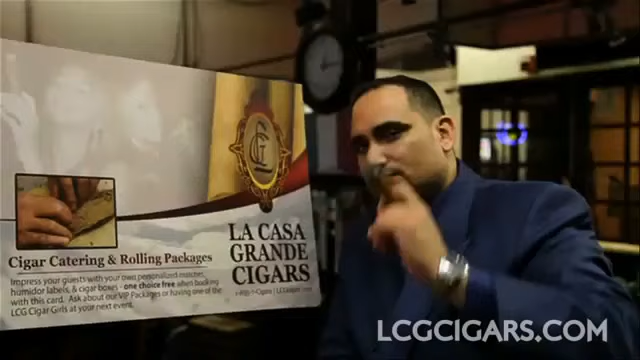 LCG
LA CASA
GRANDE
CIGARS
Cigar Catering & Rolling Packages
Impress your guests with your own personalized matches,
humidor labels, & cigar boxes - one choice free when booking
with this card. Ask about our VIP Packages or having one of the
LCG Cigar Girls at your next event.
LCGCIGARS.COM